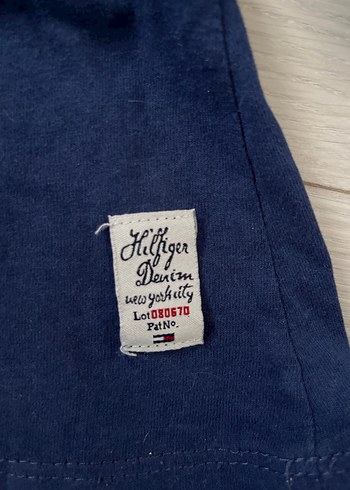 Hilfiger
Denim
new york city
Lot 080670
Pat No.